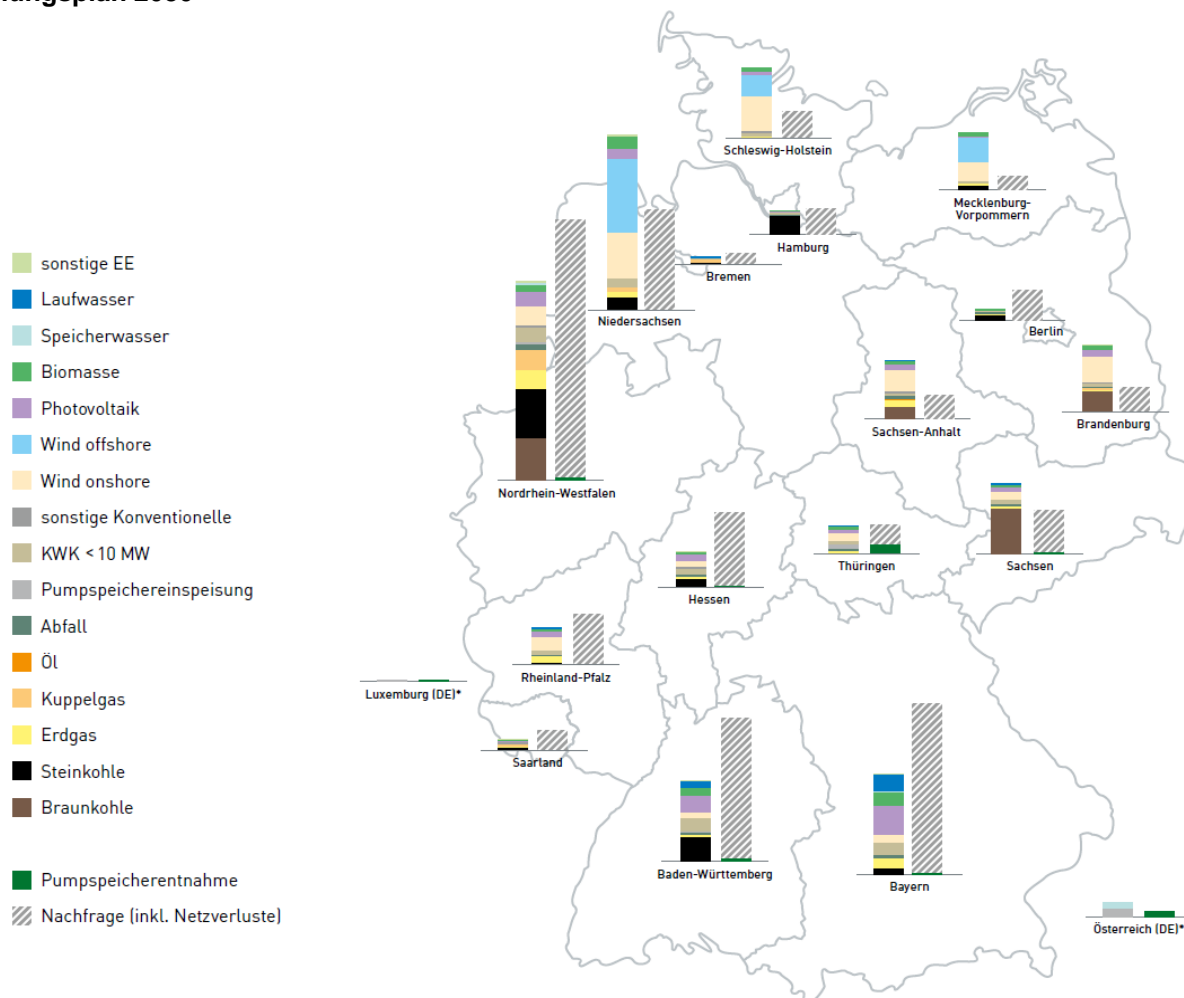 sonstige EE
Laufwasser
Speicherwasser
Biomasse
Photovoltaik
Wind offshore
Wind onshore
sonstige Konventionelle
KWK < 10 MW
Pumpspeichereinspeisung
Abfall
Öl
Kuppelgas
Erdgas
Steinkohle
Braunkohle
Pumpspeicherentnahme
Nachfrage (inkl. Netzverluste)
Schleswig-Holstein
Mecklenburg-
Vorpommern
Hamburg
Bremen
Niedersachsen
Berlin
Brandenburg
Sachsen-Anhalt
Nordrhein-Westfalen
Thüringen
Sachsen
Hessen
Rheinland-Pfalz
Luxemburg (DE)*
Saarland
Baden-Württemberg
Bayern
Österreich (DE)*